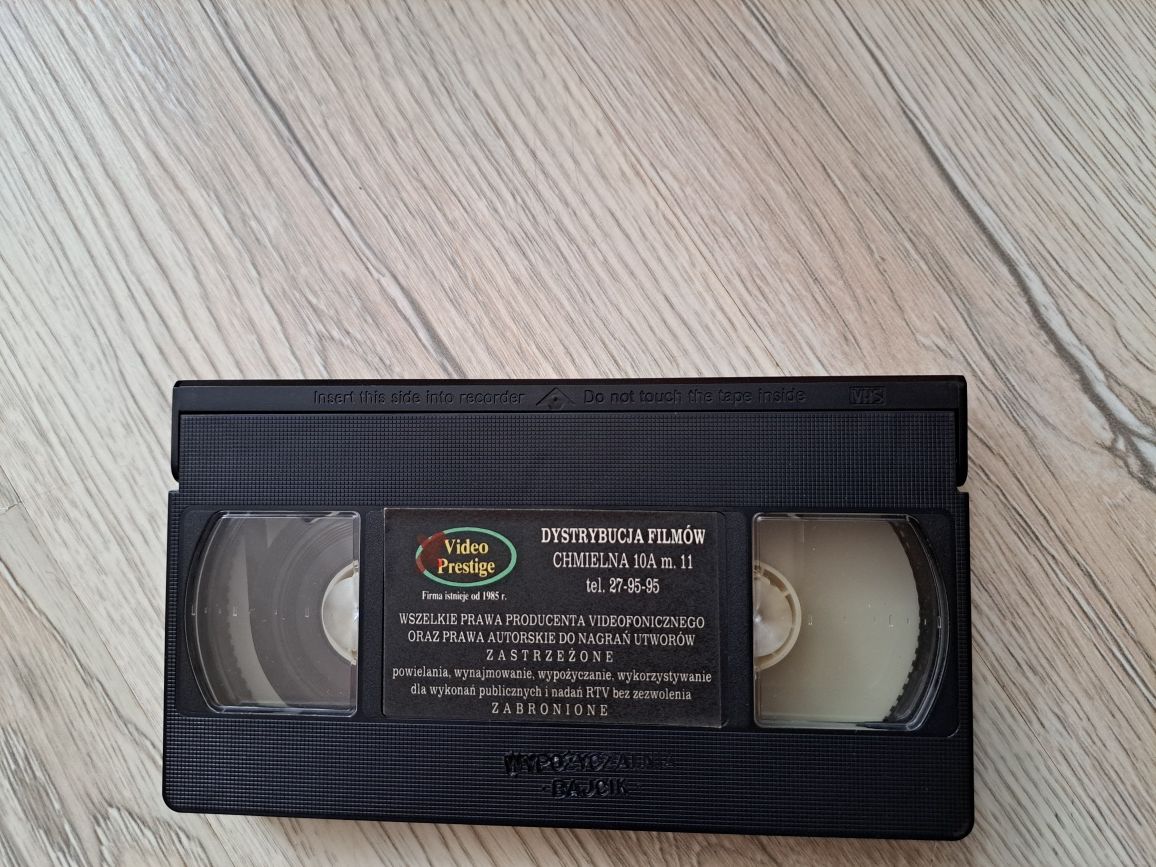 Insert this side into recorder Do not touch the tape inside VHS
Video
Prestige
Firma istnieje od 1985 r.
DYSTRYBUCJA FILMÓW
CHMIELNA 10A m. 11
tel. 27-95-95
WSZELKIE PRAWA PRODUCENTA VIDEOFONICZNEGO
ORAZ PRAWA AUTORSKIE DO NAGRAŃ UTWORÓW
ZASTRZEŻONE
powielania, wynajmowanie, wypożyczanie, wykorzystywanie
dla wykonań publicznych i nadań RTV bez zezwolenia
ZABRONIONE
-BAJCIK-